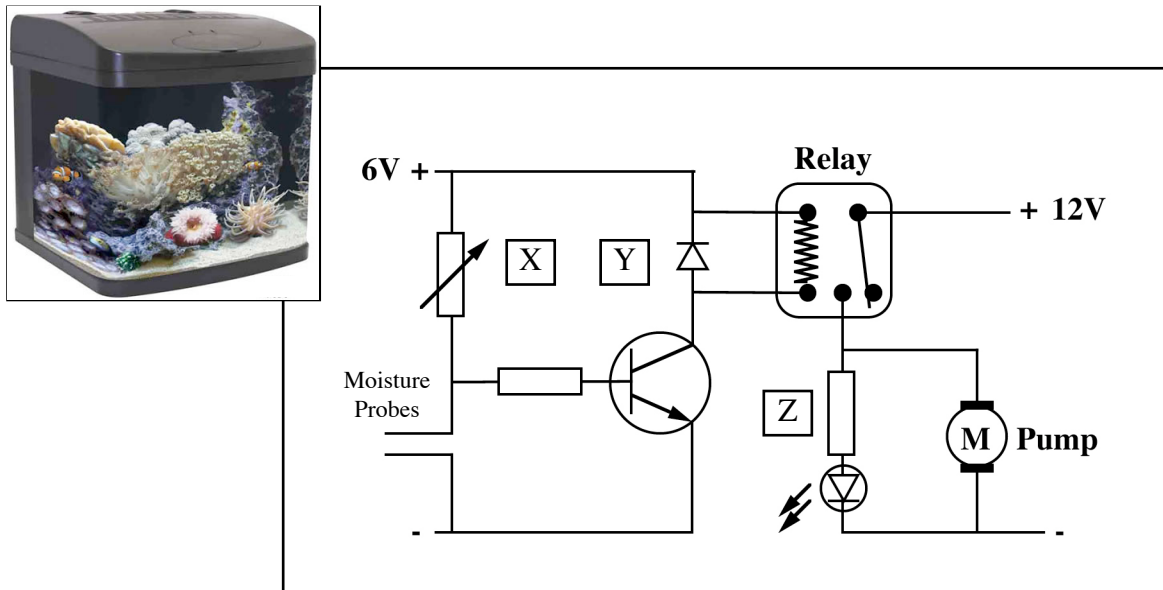 Relay
6V +
+ 12V
X
Y
Moisture
Probes
Z
M
Pump
-
-